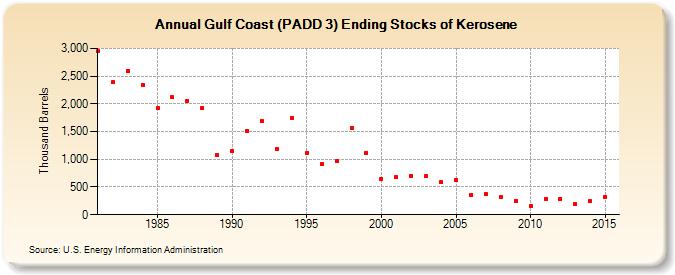 Annual Gulf Coast (PADD 3) Ending Stocks of Kerosene
Thousand Barrels
3,000
2,500
2,000
1,500
1,000
500
0
1985 1990 1995 2000 2005 2010 2015
Source: U.S. Energy Information Administration